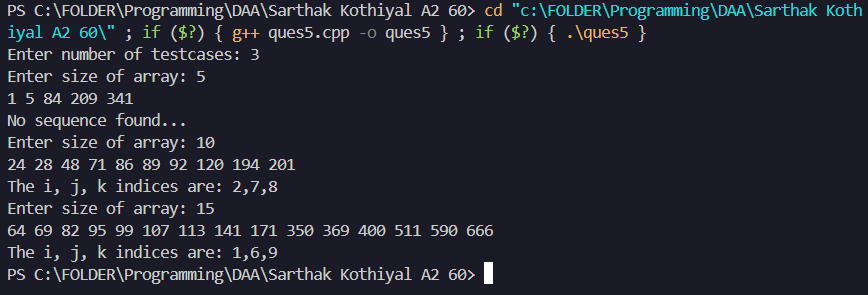 PS C:\FOLDER\Programming\DAA\Sarthak Kothiyal A2 60> cd "c:\FOLDER\Programming\DAA\Sarthak Koth
iyal A2 60\" ; if ($?) { g++ ques5.cpp -o ques5 } ; if ($?) { .\ques5 }
Enter number of testcases: 3
Enter size of array: 5
1 5 84 209 341
No sequence found...
Enter size of array: 10
24 28 48 71 86 89 92 120 194 201
The i, j, k indices are: 2,7,8
Enter size of array: 15
64 69 82 95 99 107 113 141 171 350 369 400 511 590 666
The i, j, k indices are: 1,6,9
PS C:\FOLDER\Programming\DAA\Sarthak Kothiyal A2 60>